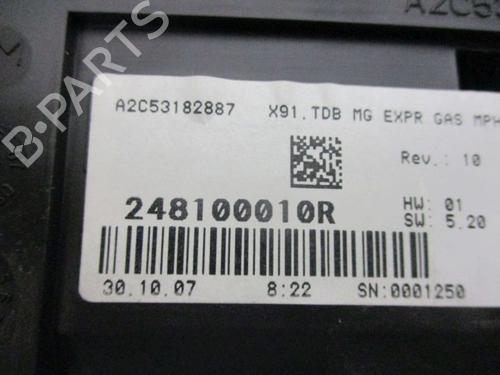 A2C53
A2C53182887 X91.TDB MG EXPR GAS MPH
Rev.: 10
248100010R
HW: 01
SW: 5.20
30.10.07 8:22 SN:0001250
B-PARTS